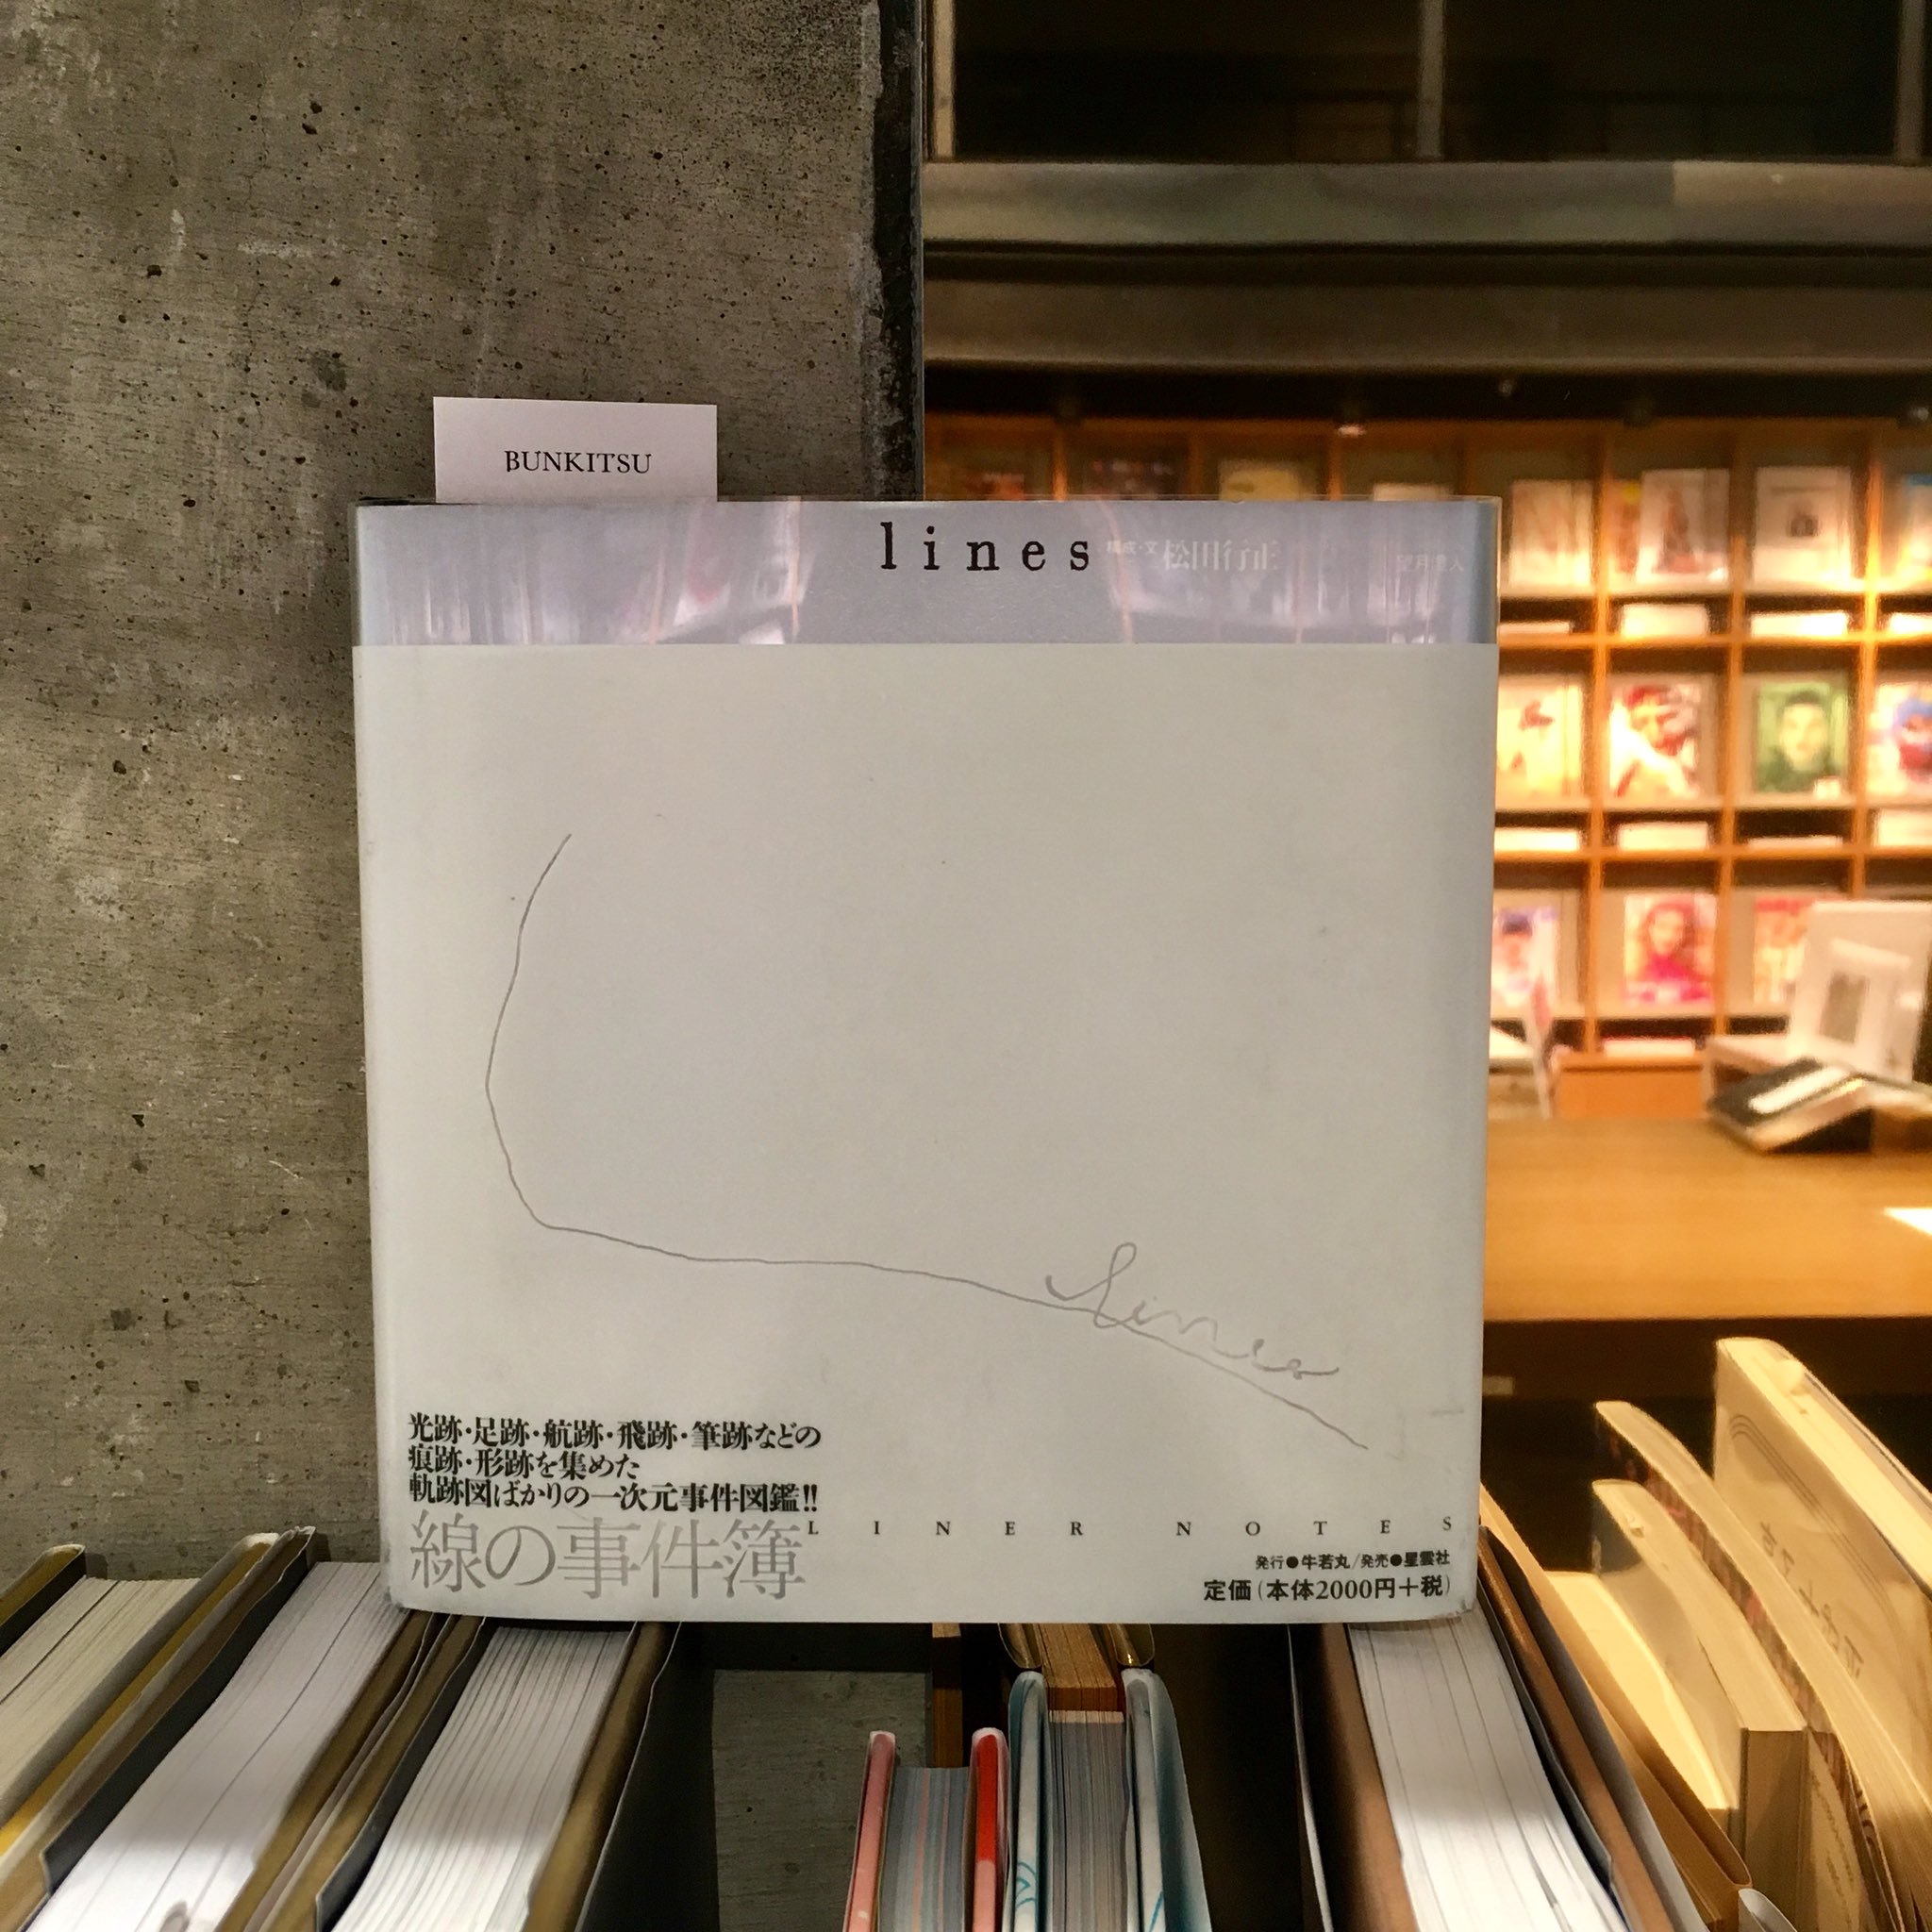 BUNKITSU
lines 構成・文 松田行正
lines
光跡・足跡・航跡・飛跡・筆跡などの
痕跡・形跡を集めた
軌跡図ばかりの一次元事件図鑑!!
線の事件簿
LINER NOTES
発行●牛若丸/発売●星雲社
定価(本体2000円+税)